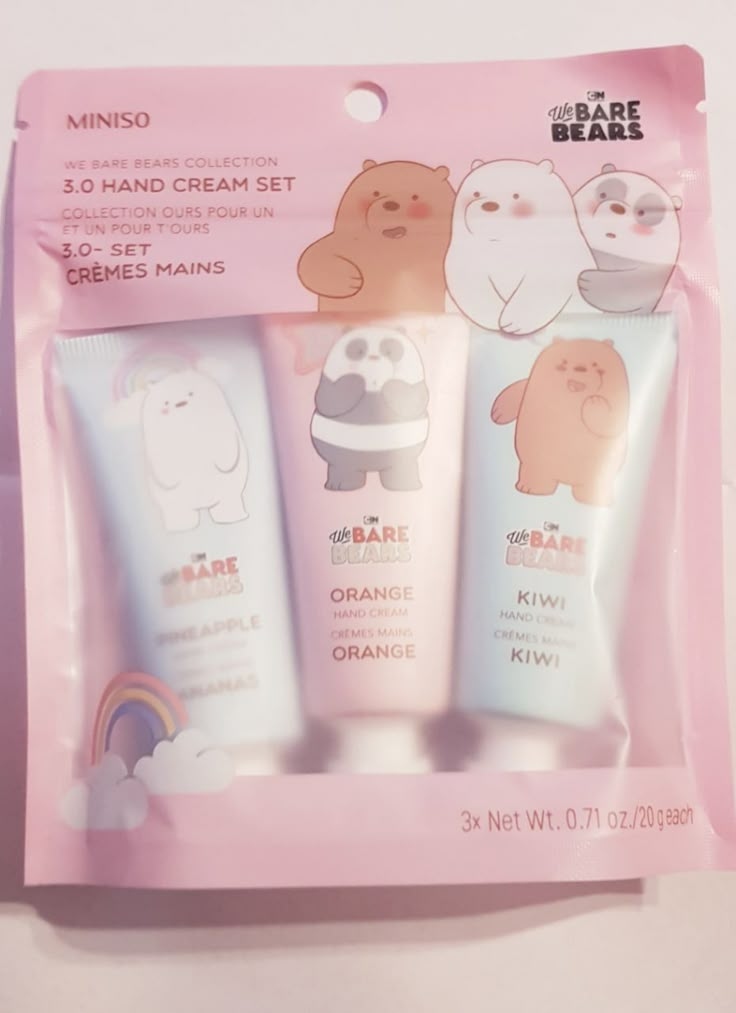 MINISO
CN
We BARE
BEARS
WE BARE BEARS COLLECTION
3.0 HAND CREAM SET
COLLECTION OURS POUR UN
ET UN POUR T'OURS
3.0- SET
CRÈMES MAINS
CN
We BARE
BEARS
PINEAPPLE
ANANAS
CN
We BARE
BEARS
ORANGE
HAND CREAM
CRÈMES MAINS
ORANGE
CN
We BARE
BEARS
KIWI
HAND CREAM
CRÈMES MAINS
KIWI
3x Net Wt. 0.71 oz./20 g each